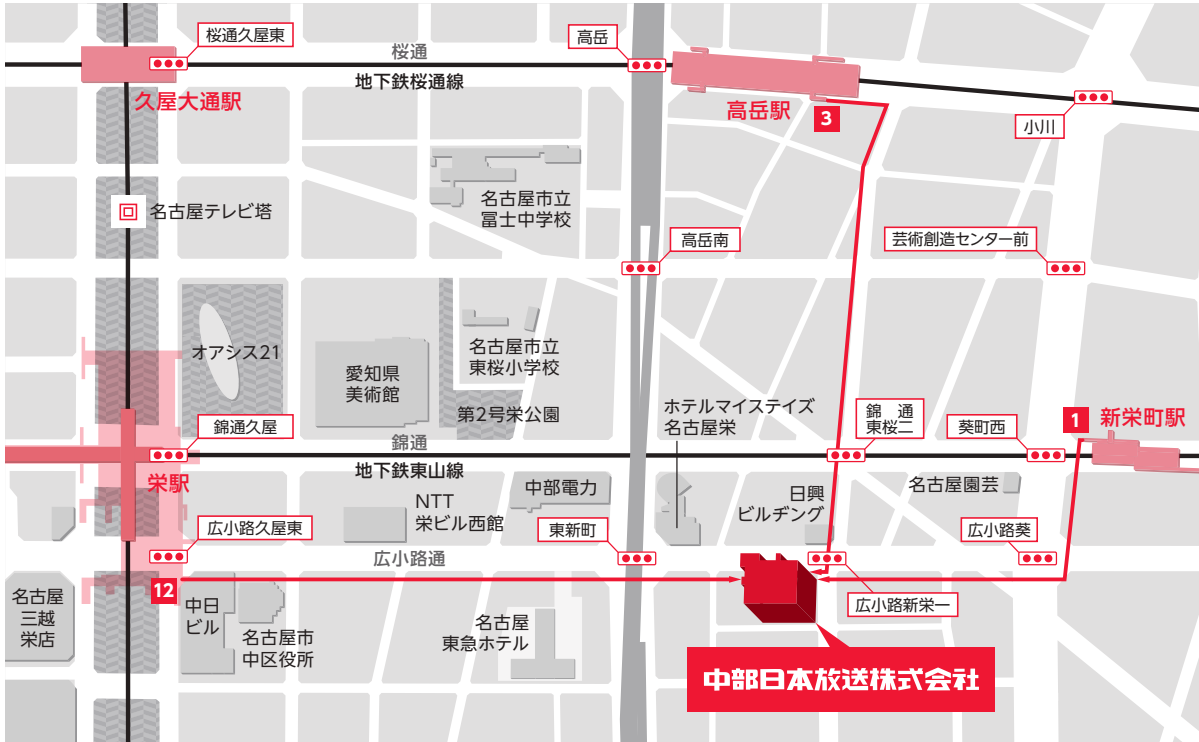 桜通久屋東
桜通
高岳
地下鉄桜通線
久屋大通駅
高岳駅
3
小川
名古屋テレビ塔
名古屋市立
冨士中学校
高岳南
芸術創造センター前
オアシス21
愛知県
美術館
名古屋市立
東桜小学校
第2号栄公園
ホテルマイステイズ
名古屋栄
錦　通
東桜二
葵町西
1
新栄町駅
錦通久屋
錦通
地下鉄東山線
栄駅
NTT
栄ビル西館
中部電力
日興
ビルヂング
名古屋園芸
広小路久屋東
広小路通
東新町
広小路葵
12
名古屋
三越
栄店
中日
ビル
名古屋市
中区役所
名古屋
東急ホテル
広小路新栄一
中部日本放送株式会社